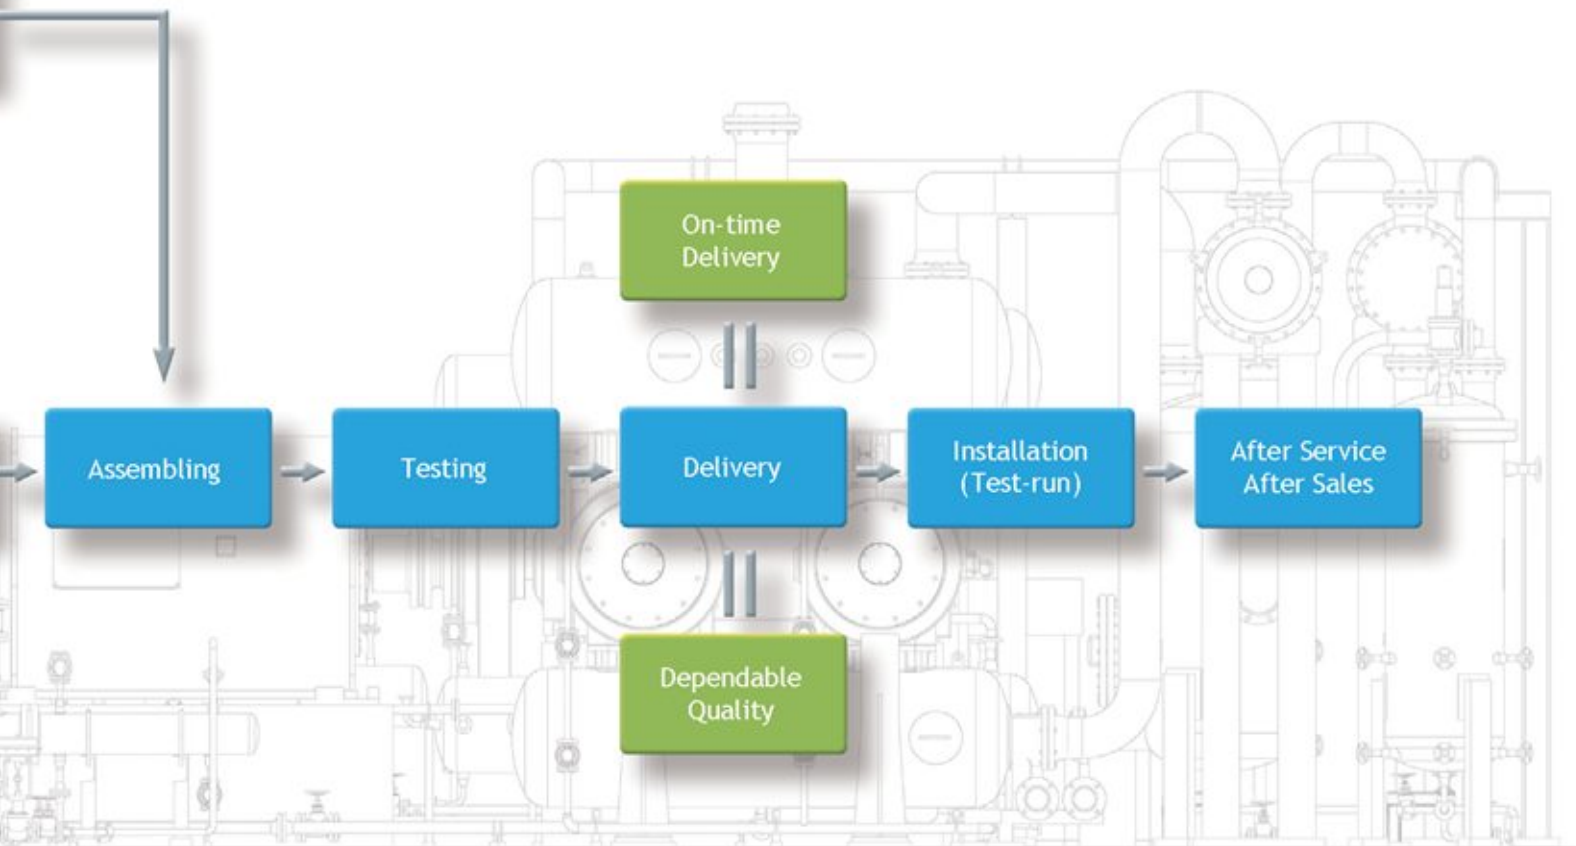 On-time
Delivery
Assembling
Testing
Delivery
Installation
(Test-run)
After Service
After Sales
Dependable
Quality